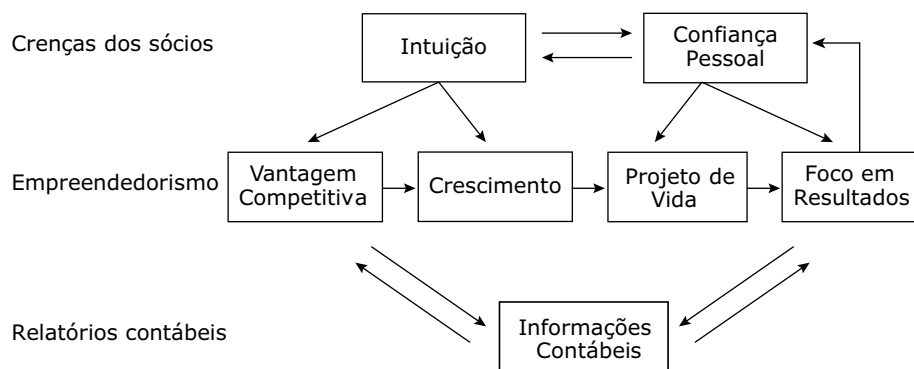 Crenças dos sócios
Intuição
Confiança
Pessoal
Empreendedorismo
Vantagem
Competitiva
Crescimento
Projeto de
Vida
Foco em
Resultados
Relatórios contábeis
Informações
Contábeis